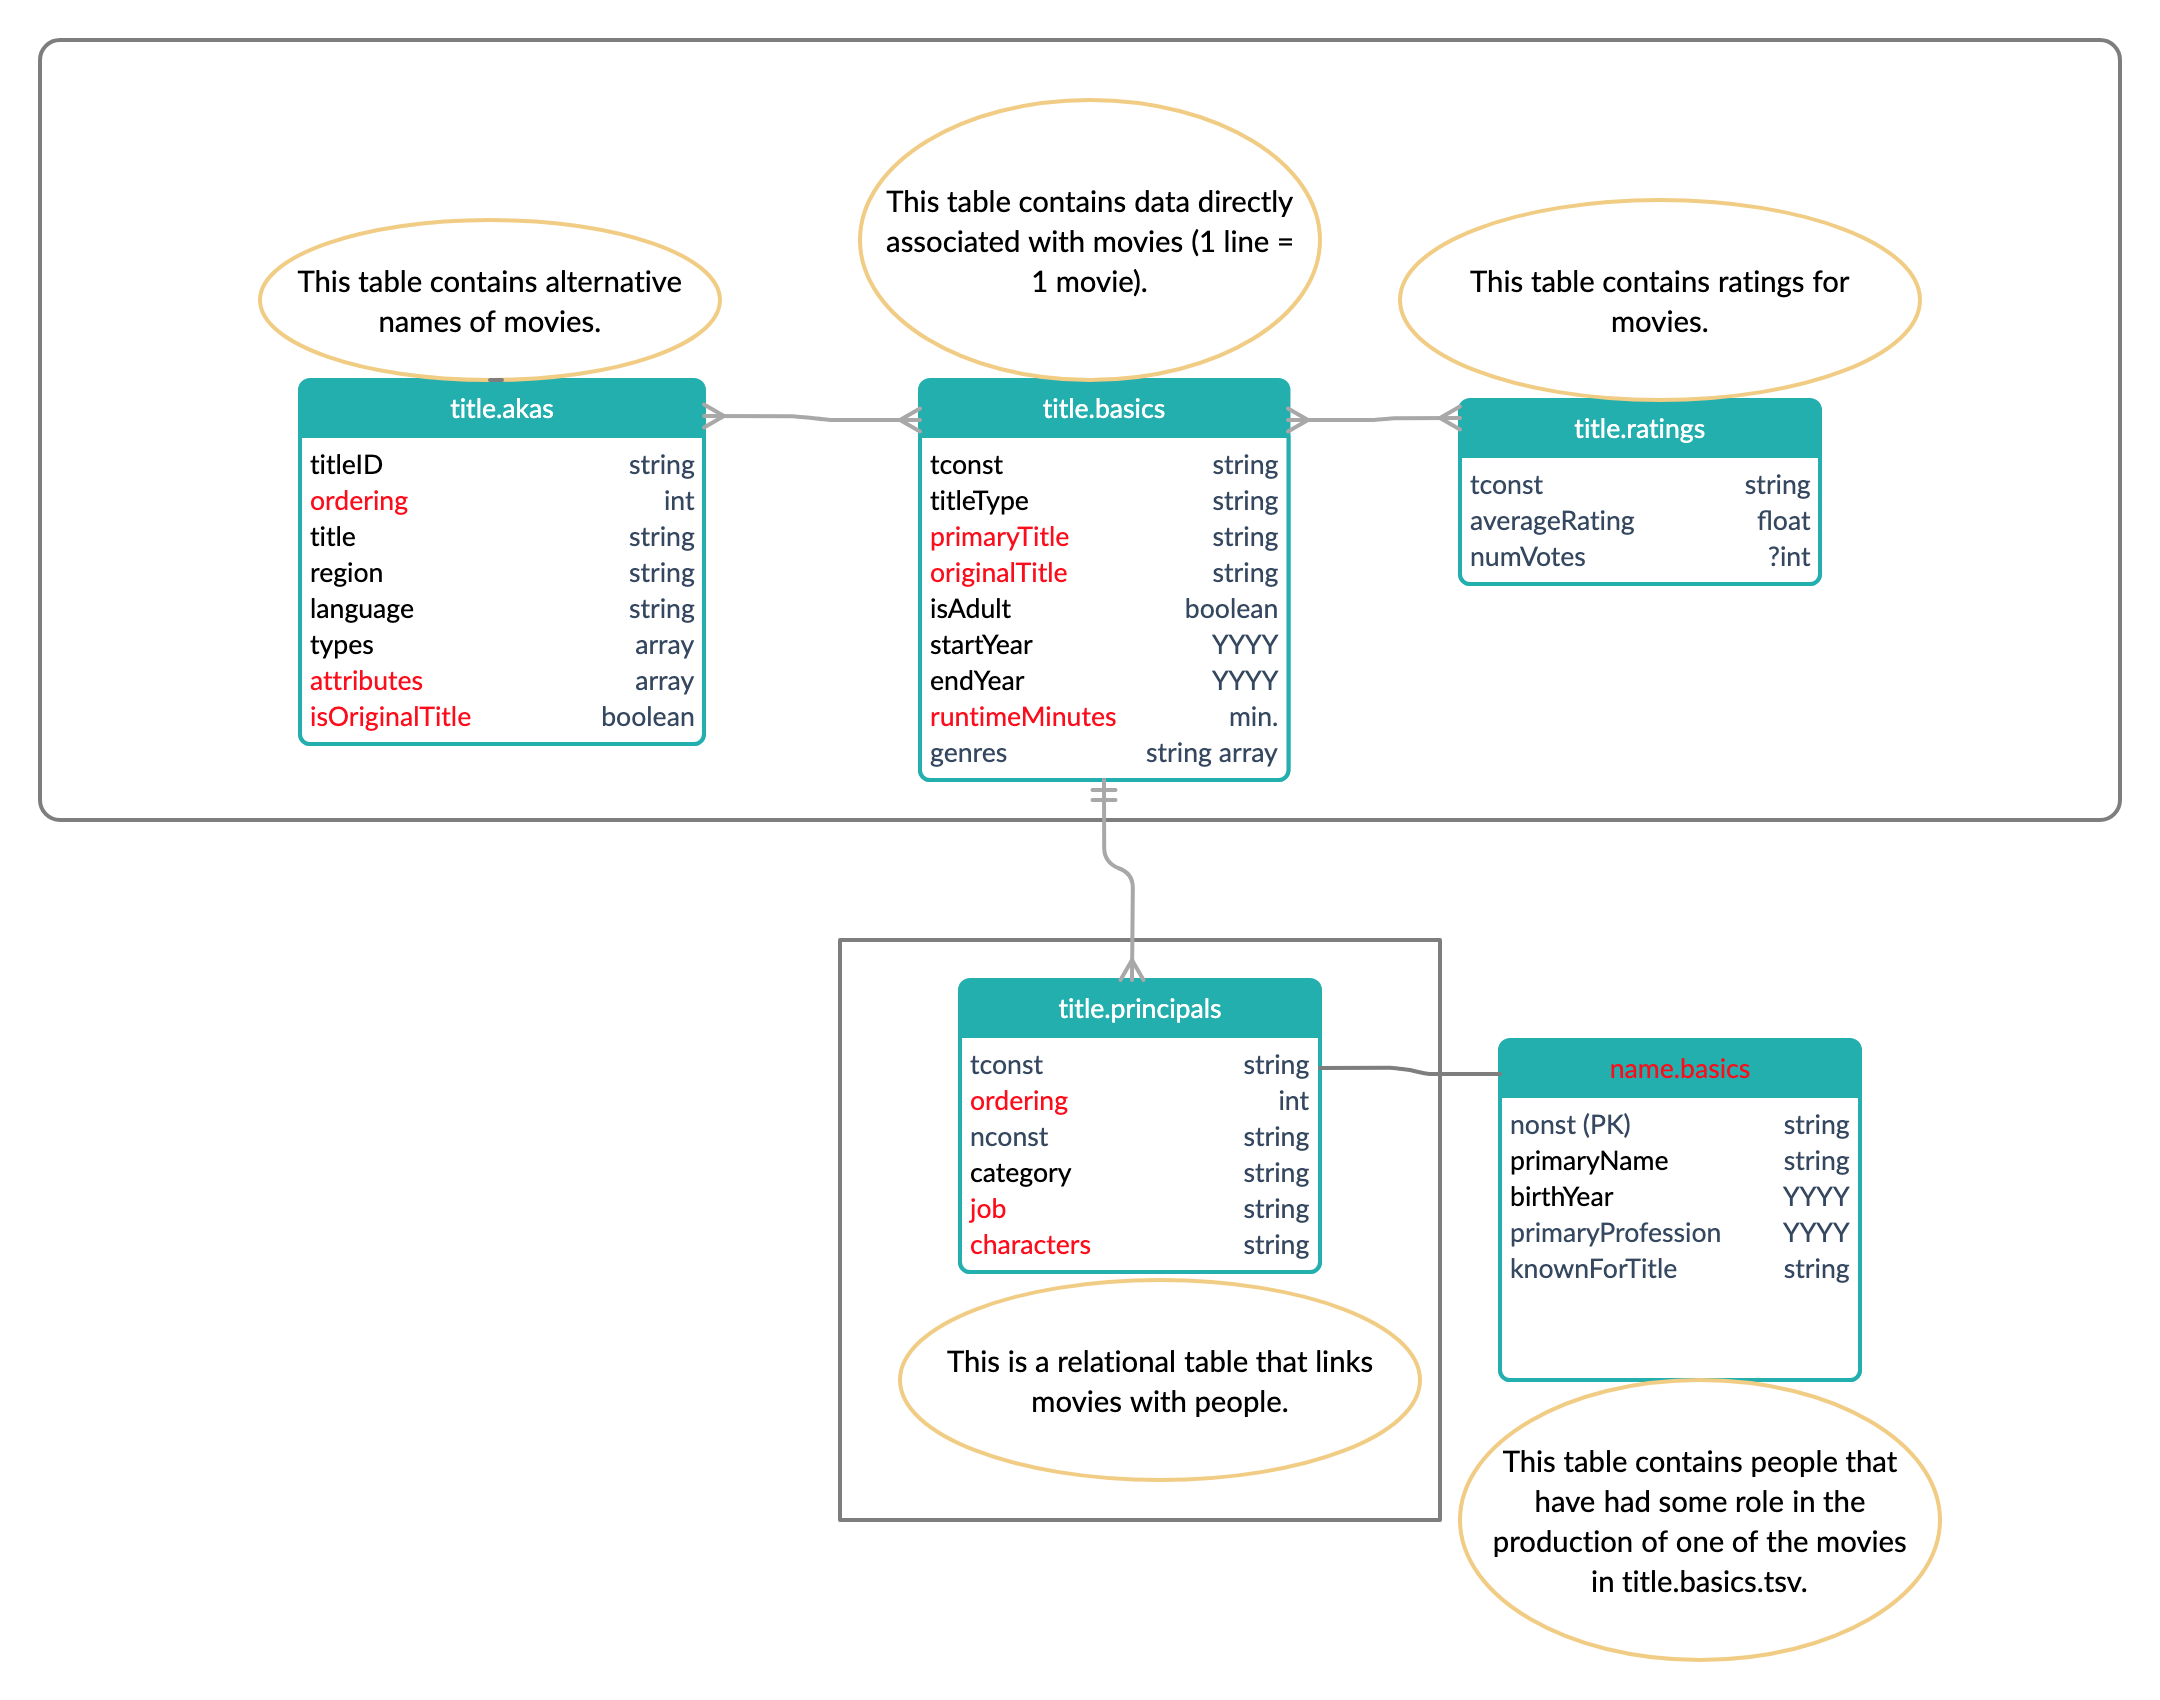 This table contains data directly
associated with movies (1 line =
1 movie).
This table contains alternative
names of movies.
This table contains ratings for
movies.
title.akas
titleID string
ordering int
title string
region string
language string
types array
attributes array
isOriginalTitle boolean
title.basics
tconst string
titleType string
primaryTitle string
originalTitle string
isAdult boolean
startYear YYYY
endYear YYYY
runtimeMinutes min.
genres string array
title.ratings
tconst string
averageRating float
numVotes ?int
title.principals
tconst string
ordering int
nconst string
category string
job string
characters string
This is a relational table that links
movies with people.
name.basics
nonst (PK) string
primaryName string
birthYear YYYY
primaryProfession YYYY
knownForTitle string
This table contains people that
have had some role in the
production of one of the movies
in title.basics.tsv.